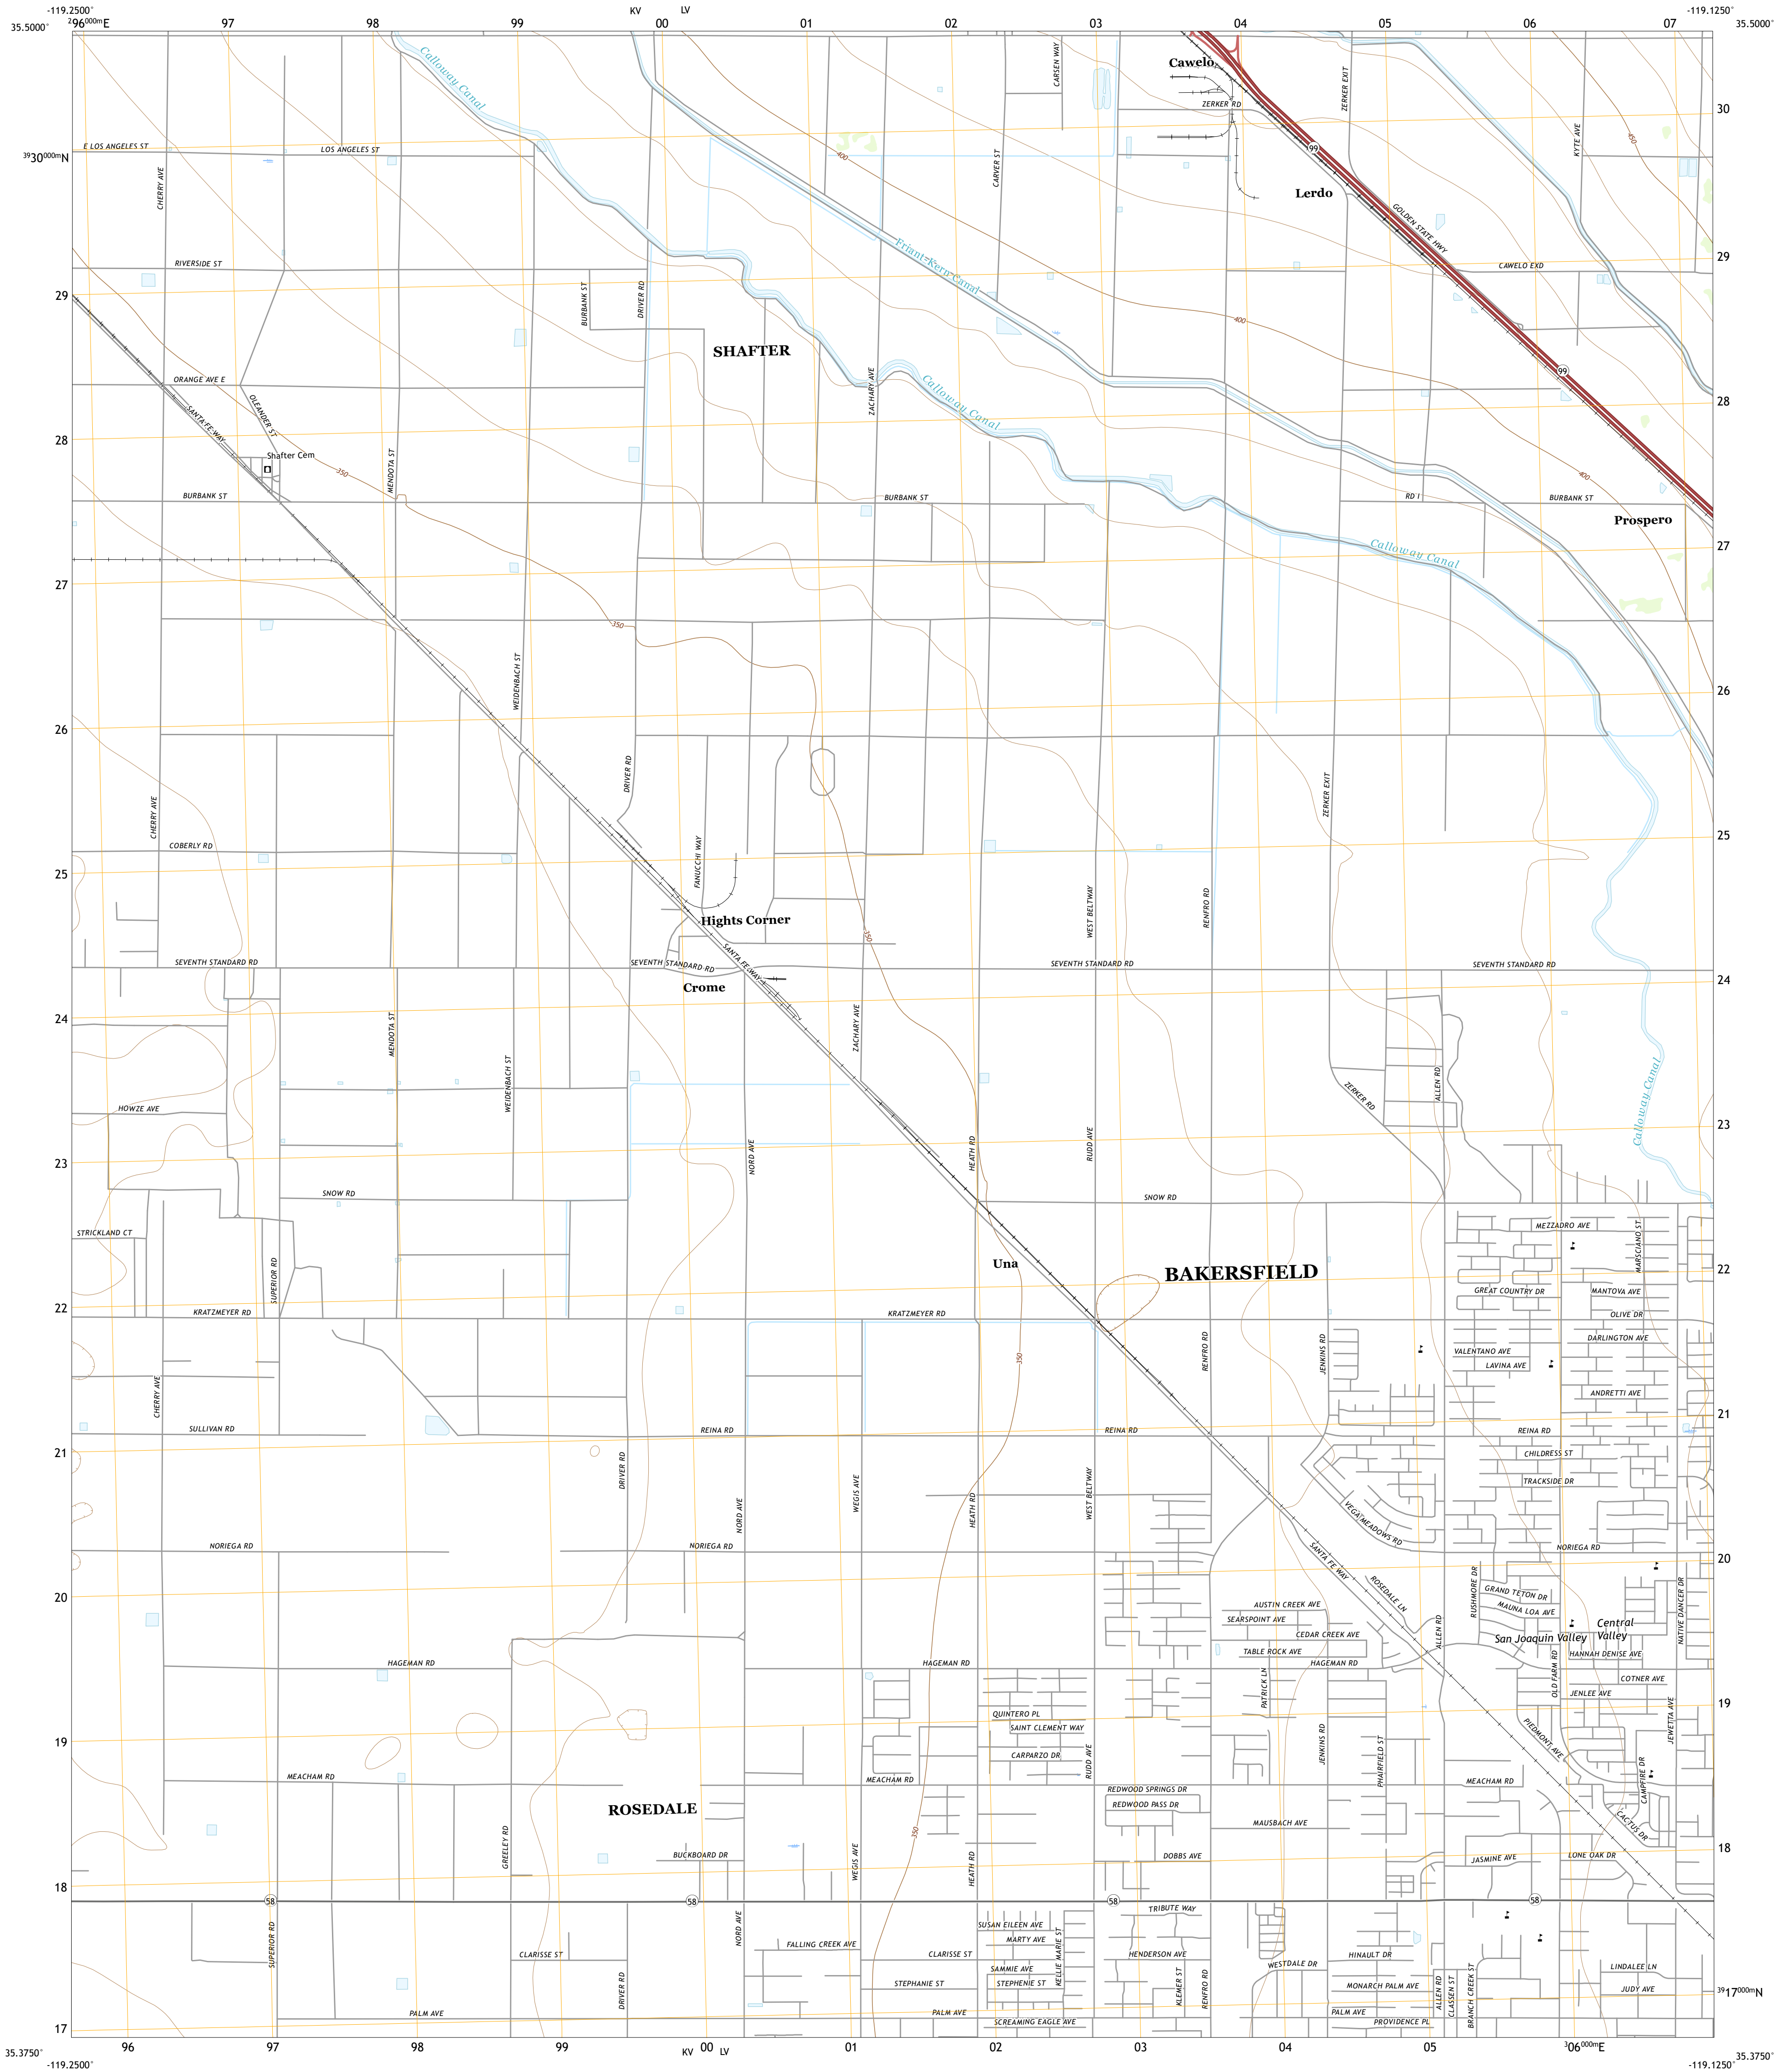 -119.2500°
KV
LV
-119.1250°
35.5000°
²96⁰⁰⁰ᵐE
97
98
99
00
01
02
03
04
05
06
07
35.5000°
Calloway Canal
CARSEN WAY
Cawelo
ZERKER EXIT
ZERKER RD
30
450
E LOS ANGELES ST
LOS ANGELES ST
³⁹30⁰⁰⁰ᵐN
400
99
KYTE AVE
CHERRY AVE
CARVER ST
Lerdo
GOLDEN STATE HWY
Friant-Kern Canal
29
RIVERSIDE ST
CAWELO EXD
BURBANK ST
DRIVER RD
29
400
SHAFTER
99
ORANGE AVE E
ZACHARY AVE
Calloway Canal
28
OLEANDER ST
SANTA FE WAY
28
Shafter Cem
MENDOTA ST
350
400
BURBANK ST
BURBANK ST
RD I
BURBANK ST
Prospero
Calloway Canal
27
27
350
WEIDENBACH ST
26
26
DRIVER RD
ZERKER EXIT
CHERRY AVE
25
COBERLY RD
FANUCCHI WAY
25
WEST BELTWAY
RENFRO RD
Hights Corner
350
SANTA FE WAY
SEVENTH STANDARD RD
SEVENTH STANDARD RD
SEVENTH STANDARD RD
SEVENTH STANDARD RD
24
Crome
24
MENDOTA ST
ZACHARY AVE
WEIDENBACH ST
ALLEN RD
ZERKER RD
Calloway Canal
HOWZE AVE
23
23
NORD AVE
HEATH RD
RUDD AVE
SNOW RD
SNOW RD
STRICKLAND CT
MEZZADRO AVE
MARSCIANO ST
Una
BAKERSFIELD
22
SUPERIOR RD
GREAT COUNTRY DR
MANTOVA AVE
22
KRATZMEYER RD
KRATZMEYER RD
OLIVE DR
DARLINGTON AVE
350
RENFRO RD
JENKINS RD
VALENTANO AVE
LAVINA AVE
CHERRY AVE
ANDRETTI AVE
21
SULLIVAN RD
REINA RD
REINA RD
REINA RD
21
CHILDRESS ST
DRIVER RD
WEGIS AVE
WEST BELTWAY
TRACKSIDE DR
NORD AVE
HEATH RD
VEGA MEADOWS RD
NORIEGA RD
NORIEGA RD
NORIEGA RD
SANTA FE WAY
20
20
ROSEDALE LN
RUSHMORE DR
GRAND TETON DR
NATIVE DANCER DR
AUSTIN CREEK AVE
MAUNA LOA AVE
SEARSPOINT AVE
ALLEN RD
Central
Valley
CEDAR CREEK AVE
San Joaquin Valley
TABLE ROCK AVE
HANNAH DENISE AVE
HAGEMAN RD
HAGEMAN RD
HAGEMAN RD
OLD FARM RD
COTNER AVE
PATRICK LN
JENLEE AVE
19
QUINTERO PL
JEWETTA AVE
SAINT CLEMENT WAY
19
JENKINS RD
PIEDMONT AVE
CARPARZO DR
RUDD AVE
PHAIRFIELD ST
MEACHAM RD
MEACHAM RD
MEACHAM RD
CAMPFIRE DR
REDWOOD SPRINGS DR
ROSEDALE
REDWOOD PASS DR
350
MAUSBACH AVE
CACTUS DR
GREELEY RD
18
BUCKBOARD DR
WEGIS AVE
HEATH RD
DOBBS AVE
JASMINE AVE
LONE OAK DR
18
58
58
58
58
TRIBUTE WAY
SUPERIOR RD
NORD AVE
SUSAN EILEEN AVE
MARTY AVE
FALLING CREEK AVE
CLARISSE ST
CLARISSE ST
KELLIE MARIE ST
HENDERSON AVE
HINAULT DR
WESTDALE DR
LINDALEE LN
SAMMIE AVE
DRIVER RD
STEPHANIE ST
STEPHENIE ST
KLEMER ST
RENFRO RD
MONARCH PALM AVE
ALLEN RD
CLASSEN ST
BRANCH CREEK ST
JUDY AVE
³⁹17⁰⁰⁰ᵐN
PALM AVE
PALM AVE
PALM AVE
SCREAMING EAGLE AVE
PROVIDENCE PL
17
96
97
98
99
00
01
02
03
04
05
³06⁰⁰⁰ᵐE
35.3750°
KV
LV
35.3750°
-119.2500°
-119.1250°